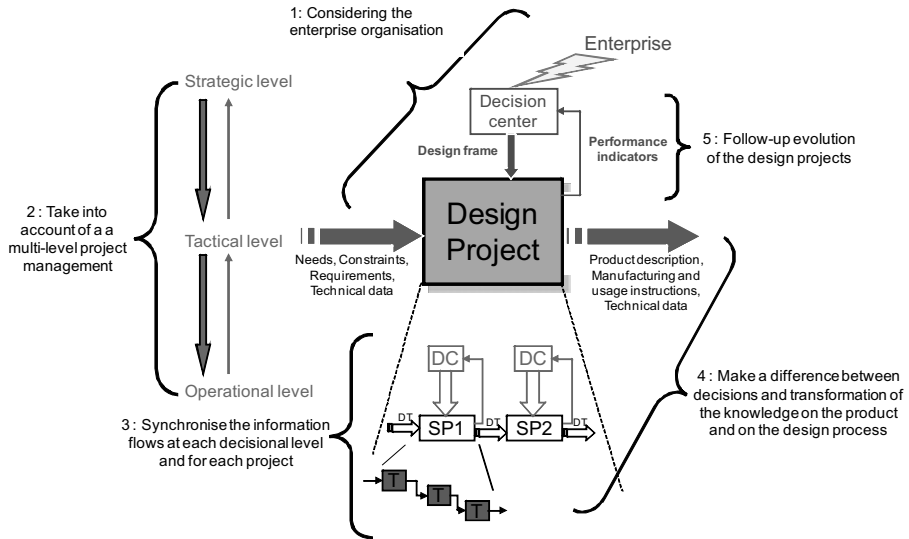 1: Considering the
enterprise organisation
Enterprise
Strategic level
Decision
center
Design frame
Performance
indicators
5 : Follow-up evolution
of the design projects
2 : Take into
account of a a
multi-level project
management
Tactical level
Design
Project
Needs, Constraints,
Requirements,
Technical data
Product description,
Manufacturing and
usage instructions,
Technical data
Operational level
3 : Synchronise the information
flows at each decisional level
and for each project
DC
DC
DT
SP1
DT
SP2
DT
T
T
T
4 : Make a difference between
decisions and transformation of
the knowledge on the product
and on the design process